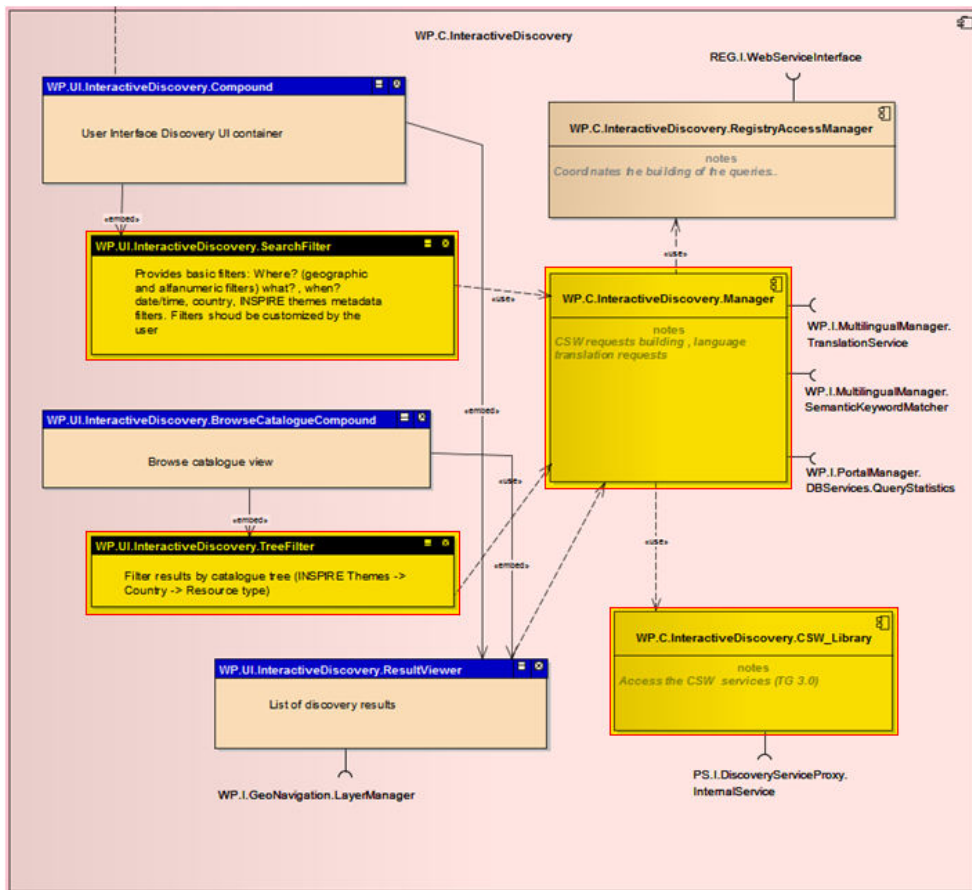 WP.C.InteractiveDiscovery
REG.I.WebServiceInterface
WP.UI.InteractiveDiscovery.Compound
User Interface Discovery UI container
WP.C.InteractiveDiscovery.RegistryAccessManager
notes
Coordinates the building of the queries..
«embed»
WP.UI.InteractiveDiscovery.SearchFilter
Provides basic filters: Where? (geographic
and alfanumeric filters) what? , when?
date/time, country, INSPIRE themes metadata
filters. Filters shoud be customized by the
user
«use»
«use»
WP.C.InteractiveDiscovery.Manager
notes
CSW requests building , language
translation requests
WP.I.MultilingualManager.
TranslationService
WP.I.MultilingualManager.
SemanticKeywordMatcher
WP.I.PortalManager.
DBServices.QueryStatistics
«embed»
WP.UI.InteractiveDiscovery.BrowseCatalogueCompound
Browse catalogue view
«use»
«embed»
WP.UI.InteractiveDiscovery.TreeFilter
Filter results by catalogue tree (INSPIRE Themes ->
Country -> Resource type)
«use»
«embed»
«use»
WP.C.InteractiveDiscovery.CSW_Library
notes
Access the CSW services (TG 3.0)
WP.UI.InteractiveDiscovery.ResultViewer
List of discovery results
PS.I.DiscoveryServiceProxy.
InternalService
WP.I.GeoNavigation.LayerManager